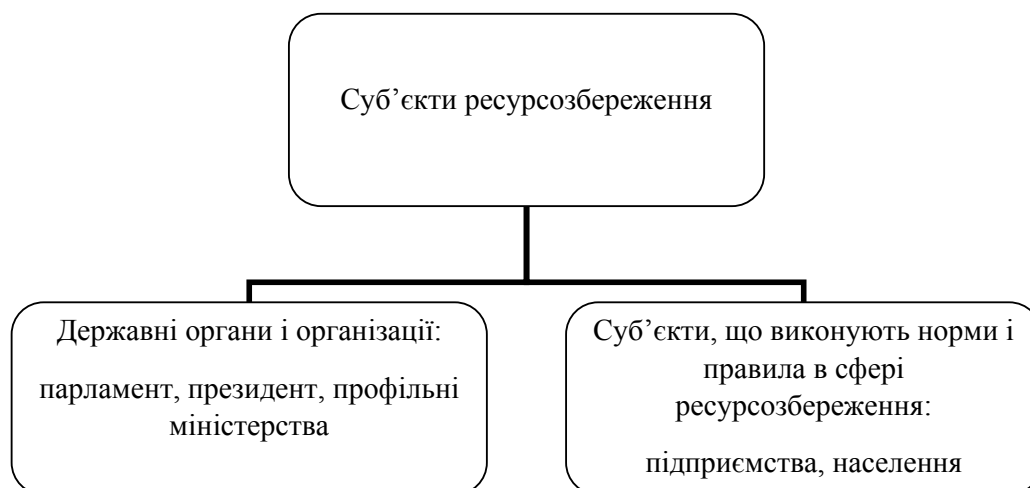 Суб’єкти ресурсозбереження
Державні органи і організації:
парламент, президент, профільні
міністерства
Суб’єкти, що виконують норми і
правила в сфері
ресурсозбереження:
підприємства, населення